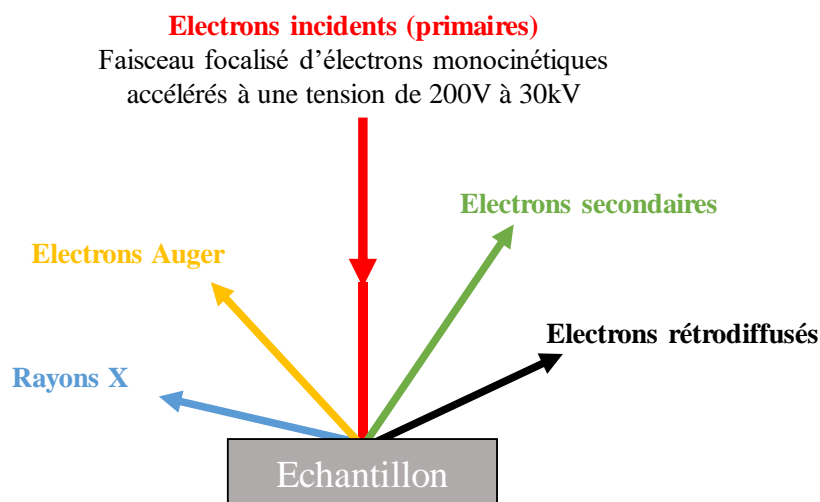 Electrons incidents (primaires)
Faisceau focalisé d’électrons monocinétiques
accélérés à une tension de 200V à 30kV
Electrons secondaires
Electrons Auger
Electrons rétrodiffusés
Rayons X
Echantillon